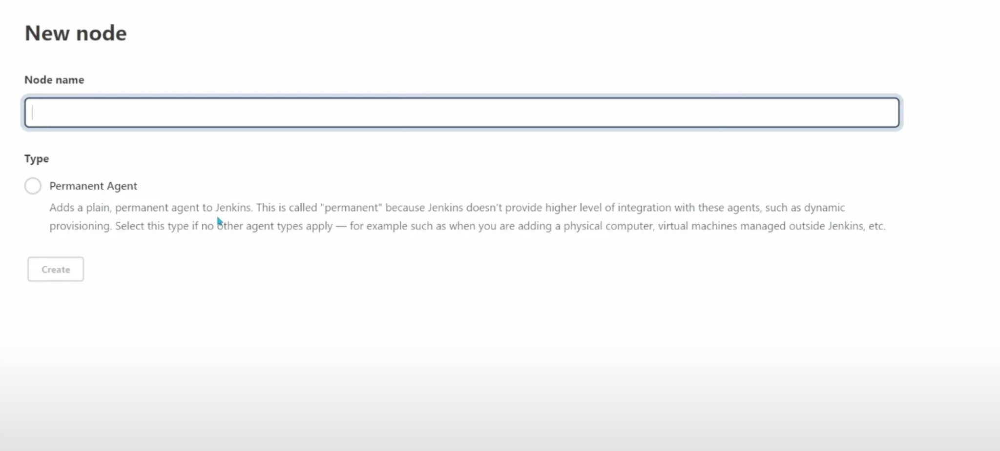 New node
Node name
Type
Permanent Agent
Adds a plain, permanent agent to Jenkins. This is called "permanent" because Jenkins doesn't provide higher level of integration with these agents, such as dynamic
provisioning. Select this type if no other agent types apply — for example such as when you are adding a physical computer, virtual machines managed outside Jenkins, etc.
Create